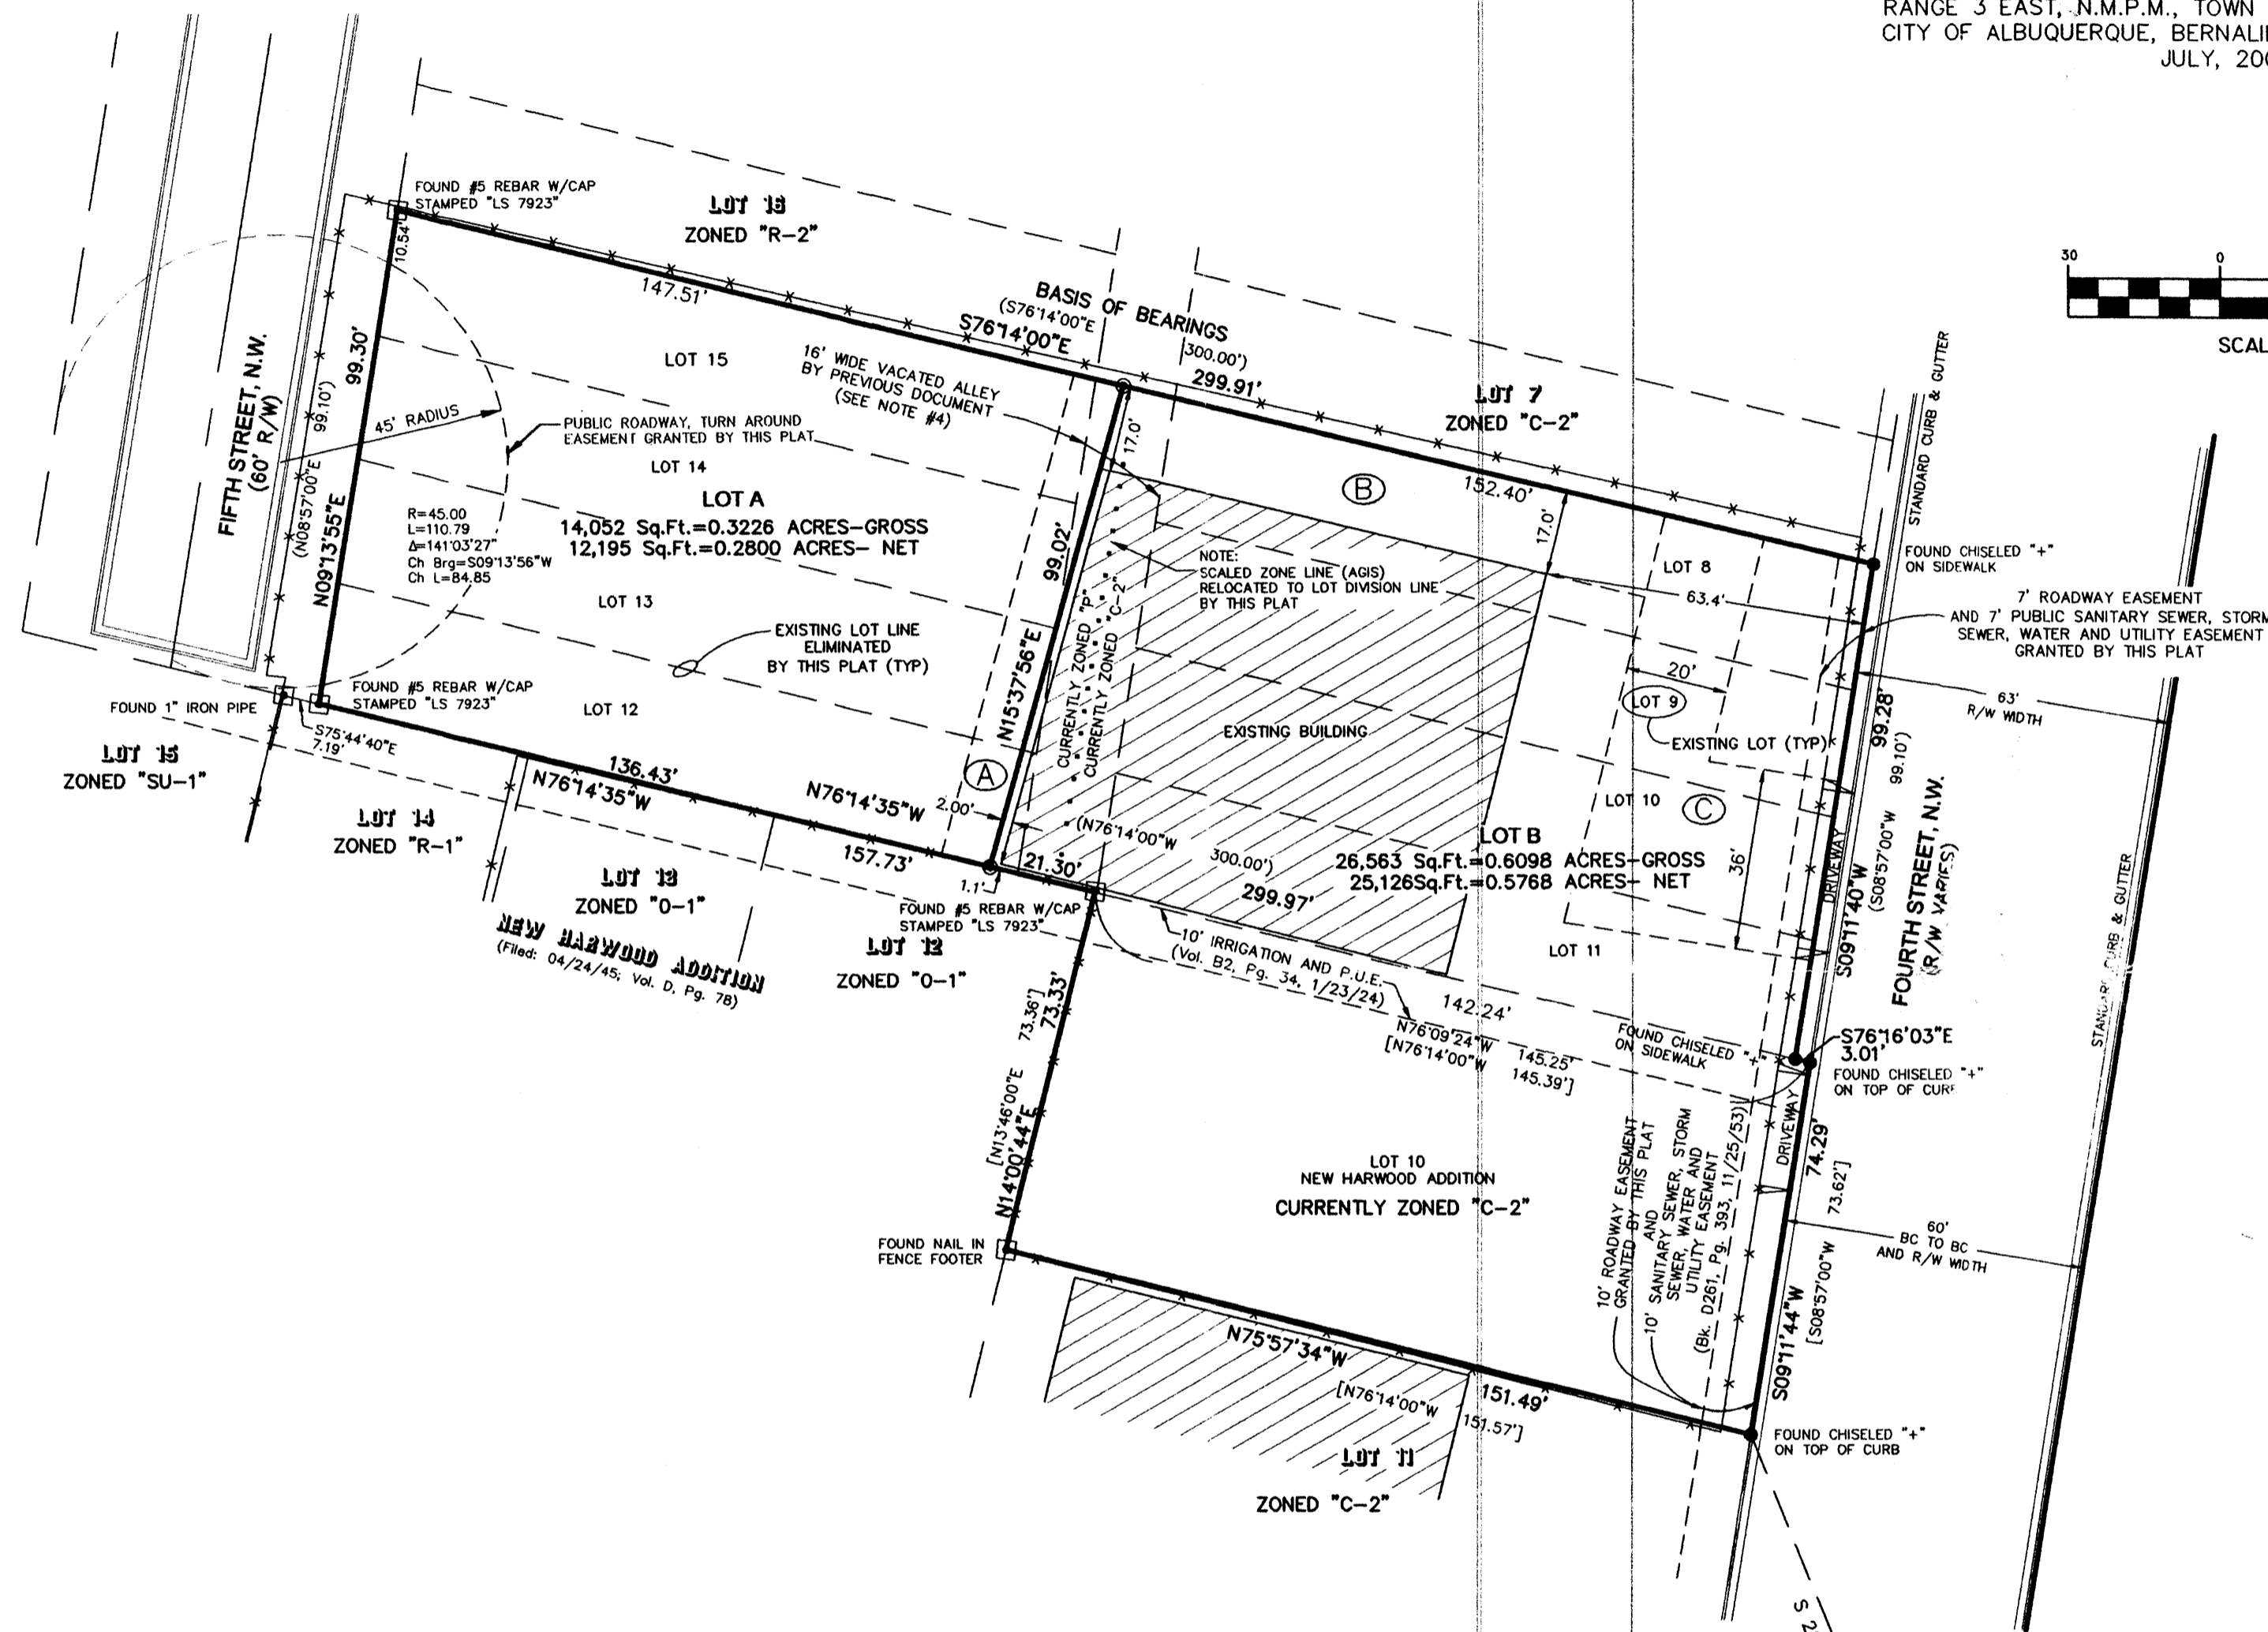 RANGE 3 EAST, N.M.P.M., TOWN
CITY OF ALBUQUERQUE, BERNALI
JULY, 20
30
0
SCAL
FOUND #5 REBAR W/CAP
STAMPED "LS 7923"
LOT 16
ZONED "R-2"
10.54'
147.51'
BASIS OF BEARINGS
(S76°14'00"E
S76°14'00"E
300.00')
299.91'
LOT 7
ZONED "C-2"
STANDARD CURB & GUTTER
FIFTH STREET, N.W.
(60' R/W)
99.30'
99.10')
(N08°57'00"E
N09°13'55"E
45' RADIUS
LOT 15
16' WIDE VACATED ALLEY
BY PREVIOUS DOCUMENT
(SEE NOTE #4)
PUBLIC ROADWAY, TURN AROUND
EASEMENT GRANTED BY THIS PLAT
LOT 14
LOT A
14,052 Sq.Ft.=0.3226 ACRES-GROSS
12,195 Sq.Ft.=0.2800 ACRES- NET
R=45.00
L=110.79
Δ=141°03'27"
Ch Brg=S09°13'56"W
Ch L=84.85
LOT 13
EXISTING LOT LINE
ELIMINATED
BY THIS PLAT (TYP)
LOT 12
17.0'
B
152.40'
17.0'
99.02'
N15°37'56"E
NOTE:
SCALED ZONE LINE (AGIS)
RELOCATED TO LOT DIVISION LINE
BY THIS PLAT
CURRENTLY ZONED "P"
CURRENTLY ZONED "C-2"
LOT 8
63.4'
FOUND CHISELED "+"
ON SIDEWALK
7' ROADWAY EASEMENT
AND 7' PUBLIC SANITARY SEWER, STORM
SEWER, WATER AND UTILITY EASEMENT
GRANTED BY THIS PLAT
20'
LOT 9
EXISTING LOT (TYP)
EXISTING BUILDING
63'
R/W WIDTH
99.28'
99.10')
S09°11'40"W
(S08°57'00"W
FOURTH STREET, N.W.
(R/W VARIES)
FOUND 1" IRON PIPE
FOUND #5 REBAR W/CAP
STAMPED "LS 7923"
S75°44'40"E
7.19'
LOT 15
ZONED "SU-1"
136.43'
N76°14'35"W
N76°14'35"W
157.73'
A
2.00'
(N76°14'00"W
300.00')
21.30'
1.1'
299.97'
LOT 10
C
36'
DRIVEWAY
LOT B
26,563 Sq.Ft.=0.6098 ACRES-GROSS
25,126Sq.Ft.=0.5768 ACRES- NET
LOT 11
LOT 14
ZONED "R-1"
LOT 13
ZONED "O-1"
NEW HARWOOD ADDITION
(Filed: 04/24/45, Vol. D, Pg. 78)
FOUND #5 REBAR W/CAP
STAMPED "LS 7923"
LOT 12
ZONED "O-1"
10' IRRIGATION AND P.U.E.
(Vol. B2, Pg. 34, 1/23/24)
142.24'
N76°09'24"W
145.25'
[N76°14'00"W
145.39']
FOUND CHISELED "+"
ON SIDEWALK
S76°16'03"E
3.01'
FOUND CHISELED "+"
ON TOP OF CURB
STANDARD CURB & GUTTER
73.36']
73.33'
[N13°46'00"E
N14°00'44"E
LOT 10
NEW HARWOOD ADDITION
CURRENTLY ZONED "C-2"
10' ROADWAY EASEMENT
GRANTED BY THIS PLAT
AND
10' SANITARY SEWER, STORM
SEWER, WATER AND
UTILITY EASEMENT
(Bk. D261, Pg. 393, 11/25/53)
DRIVEWAY
74.29'
73.62']
S09°11'44"W
[S08°57'00"W
60'
BC TO BC
AND R/W WIDTH
FOUND NAIL IN
FENCE FOOTER
N75°57'34"W
[N76°14'00"W
151.49'
151.57']
LOT 11
ZONED "C-2"
FOUND CHISELED "+"
ON TOP OF CURB
S 2